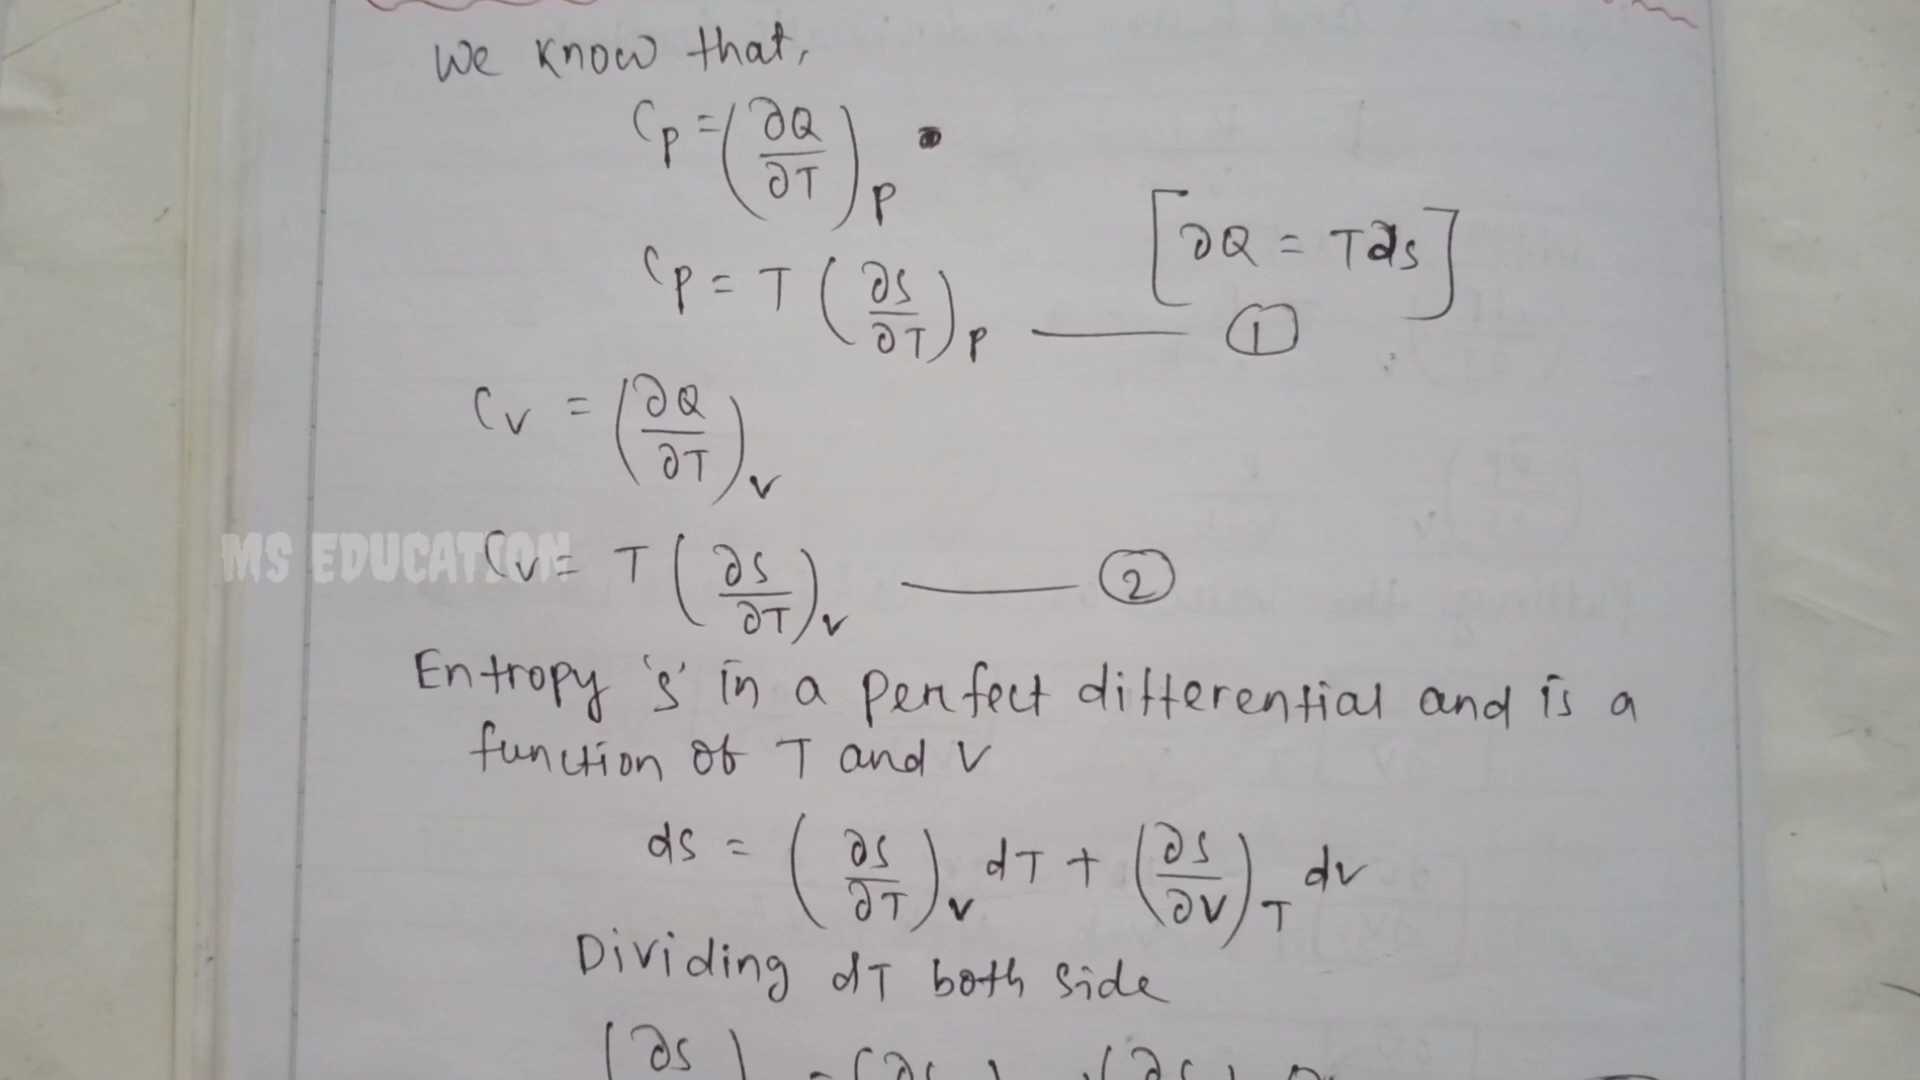 We know that,
Cp = (∂Q/∂T)P
[∂Q = T∂s]
Cp = T (∂S/∂T)P ——— ①
Cv = (∂Q/∂T)v
MS EDUCATION
Cv = T (∂S/∂T)v ——— ②
Entropy 's' in a perfect differential and is a
function of T and V
ds = (∂S/∂T)v dT + (∂S/∂V)T dv
Dividing dT both side